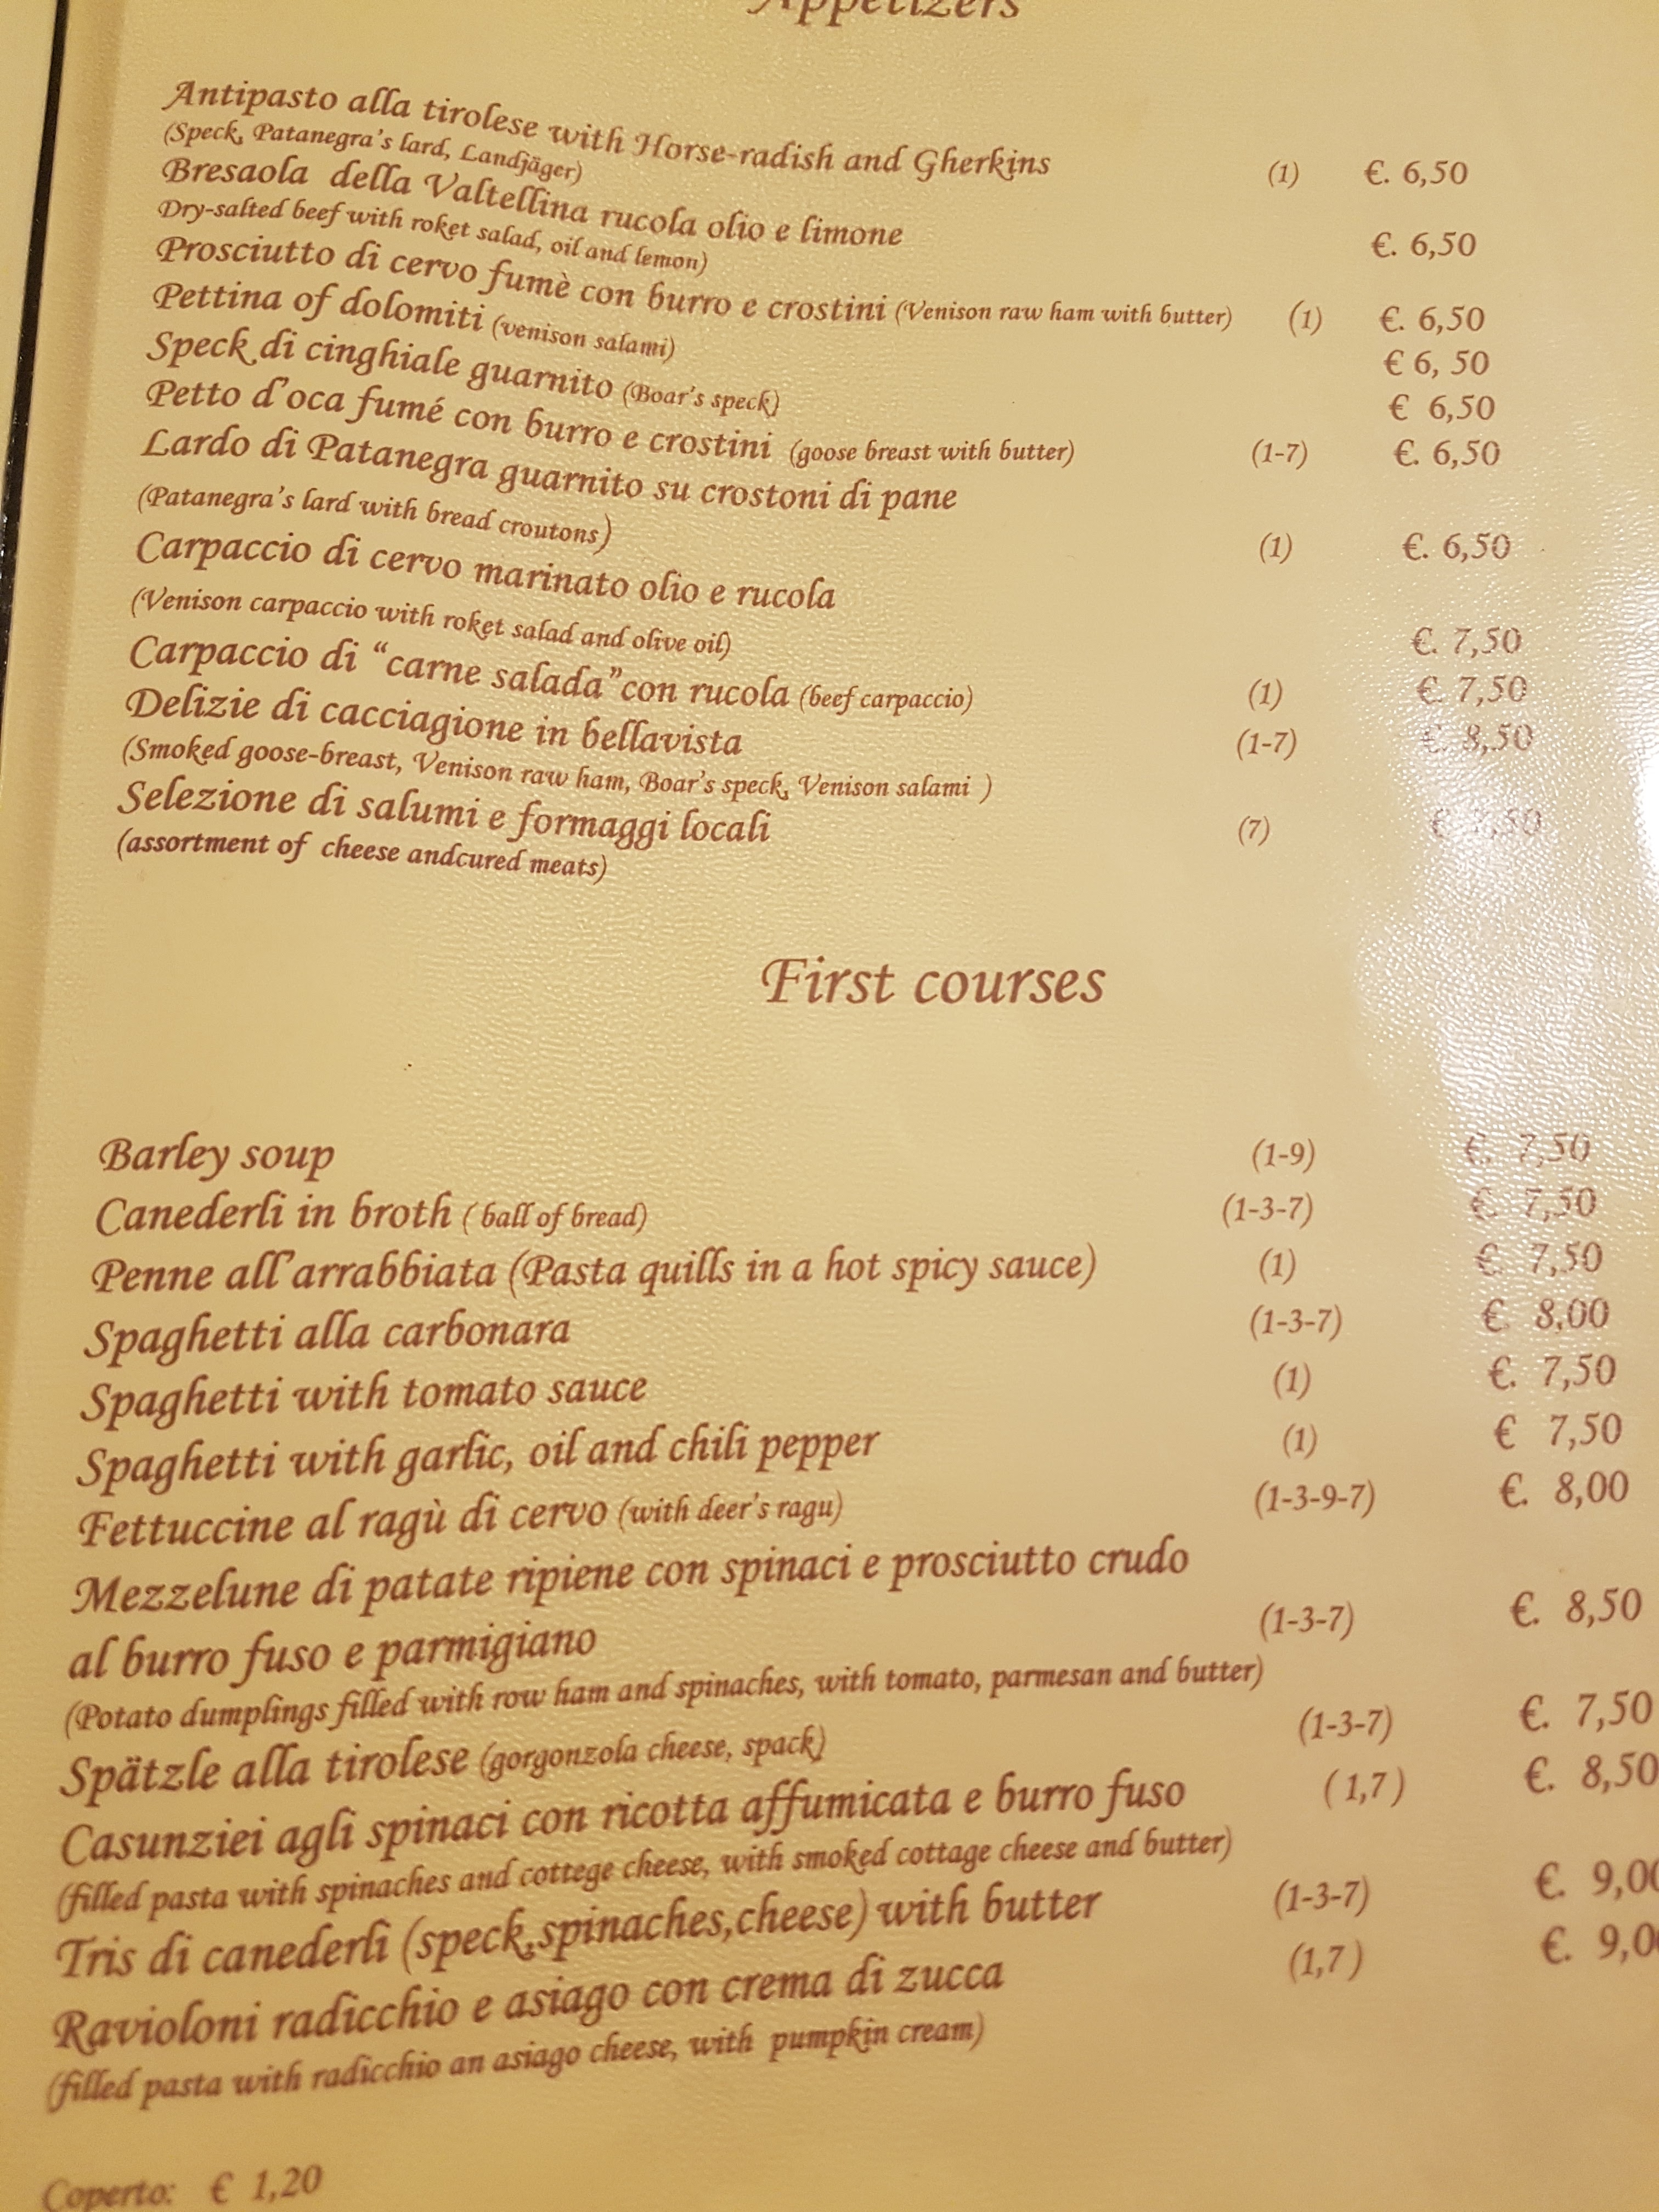 Appetizers
Antipasto alla tirolese with Horse-radish and Gherkins (1) €. 6,50
(Speck, Patanegra's lard, Landjäger)
Bresaola della Valtellina rucola olio e limone €. 6,50
Dry-salted beef with roket salad, oil and lemon)
Prosciutto di cervo fumè con burro e crostini (Venison raw ham with butter) (1) €. 6,50
Pettina of dolomiti (venison salami) € 6, 50
Speck di cinghiale guarnito (Boar's speck) € 6,50
Petto d'oca fumé con burro e crostini (goose breast with butter) (1-7) €. 6,50
Lardo di Patanegra guarnito su crostoni di pane
(Patanegra's lard with bread croutons) (1) €. 6,50
Carpaccio di cervo marinato olio e rucola
(Venison carpaccio with roket salad and olive oil) €. 7,50
Carpaccio di "carne salada"con rucola (beef carpaccio) (1) €. 7,50
Delizie di cacciagione in bellavista (1-7) €. 8,50
(Smoked goose-breast, Venison raw ham, Boar's speck, Venison salami )
Selezione di salumi e formaggi locali (7) €
(assortment of cheese andcured meats)
First courses
Barley soup (1-9) €. 7,50
Canederli in broth ( ball of bread) (1-3-7) €. 7,50
Penne all'arrabbiata (Pasta quills in a hot spicy sauce) (1) €. 7,50
Spaghetti alla carbonara (1-3-7) €. 8,00
Spaghetti with tomato sauce (1) €. 7,50
Spaghetti with garlic, oil and chili pepper (1) € 7,50
Fettuccine al ragù di cervo (with deer's ragu) (1-3-9-7) €. 8,00
Mezzelune di patate ripiene con spinaci e prosciutto crudo
al burro fuso e parmigiano (1-3-7) €. 8,50
(Potato dumplings filled with row ham and spinaches, with tomato, parmesan and butter)
Spätzle alla tirolese (gorgonzola cheese, spack) (1-3-7) €. 7,50
Casunziei agli spinaci con ricotta affumicata e burro fuso ( 1,7 ) €. 8,50
(filled pasta with spinaches and cottege cheese, with smoked cottage cheese and butter)
Tris di canederli (speck,spinaches,cheese) with butter (1-3-7) €. 9,00
Ravioloni radicchio e asiago con crema di zucca (1,7 ) €. 9,0
(filled pasta with radicchio an asiago cheese, with pumpkin cream)
Coperto: € 1,20